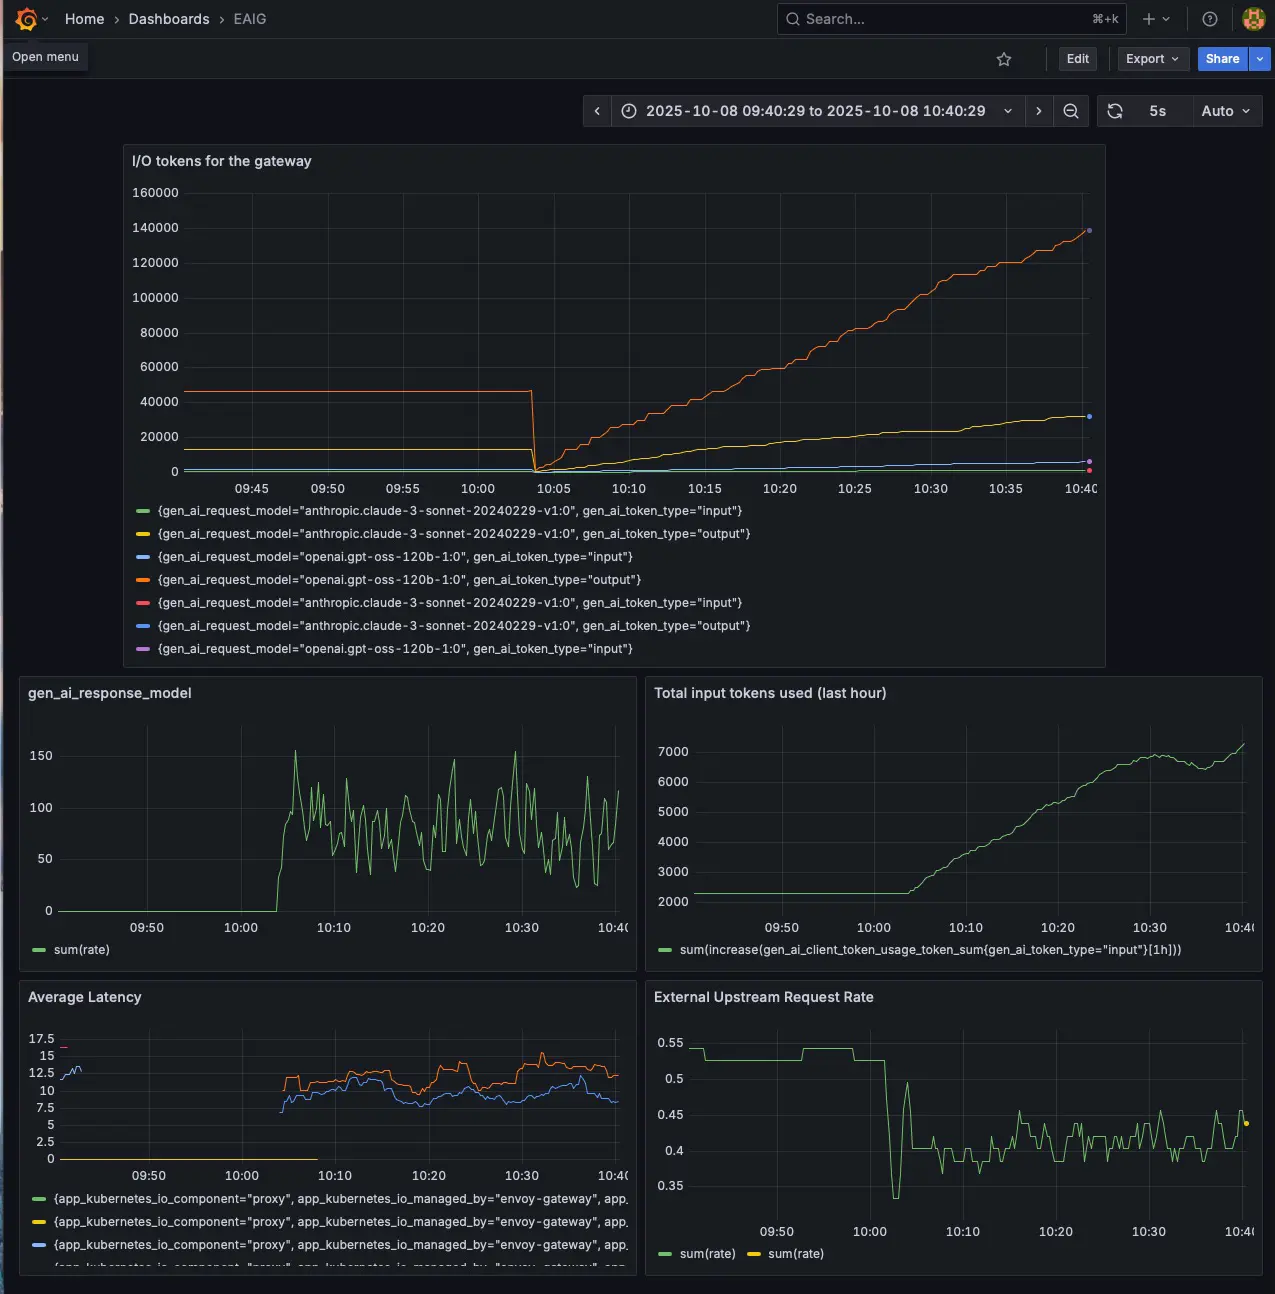 Home › Dashboards › EAIG
Search... ⌘+k
Open menu
Edit Export Share
2025-10-08 09:40:29 to 2025-10-08 10:40:29 5s Auto
I/O tokens for the gateway
160000
140000
120000
100000
80000
60000
40000
20000
0
09:45 09:50 09:55 10:00 10:05 10:10 10:15 10:20 10:25 10:30 10:35 10:40
{gen_ai_request_model="anthropic.claude-3-sonnet-20240229-v1:0", gen_ai_token_type="input"}
{gen_ai_request_model="anthropic.claude-3-sonnet-20240229-v1:0", gen_ai_token_type="output"}
{gen_ai_request_model="openai.gpt-oss-120b-1:0", gen_ai_token_type="input"}
{gen_ai_request_model="openai.gpt-oss-120b-1:0", gen_ai_token_type="output"}
{gen_ai_request_model="anthropic.claude-3-sonnet-20240229-v1:0", gen_ai_token_type="input"}
{gen_ai_request_model="anthropic.claude-3-sonnet-20240229-v1:0", gen_ai_token_type="output"}
{gen_ai_request_model="openai.gpt-oss-120b-1:0", gen_ai_token_type="input"}
gen_ai_response_model
150
100
50
0
09:50 10:00 10:10 10:20 10:30 10:40
sum(rate)
Total input tokens used (last hour)
7000
6000
5000
4000
3000
2000
09:50 10:00 10:10 10:20 10:30 10:40
sum(increase(gen_ai_client_token_usage_token_sum{gen_ai_token_type="input"}[1h]))
Average Latency
17.5
15
12.5
10
7.5
5
2.5
0
09:50 10:00 10:10 10:20 10:30 10:40
{app_kubernetes_io_component="proxy", app_kubernetes_io_managed_by="envoy-gateway", app_
{app_kubernetes_io_component="proxy", app_kubernetes_io_managed_by="envoy-gateway", app_
{app_kubernetes_io_component="proxy", app_kubernetes_io_managed_by="envoy-gateway", app_
External Upstream Request Rate
0.55
0.5
0.45
0.4
0.35
09:50 10:00 10:10 10:20 10:30 10:40
sum(rate) sum(rate)